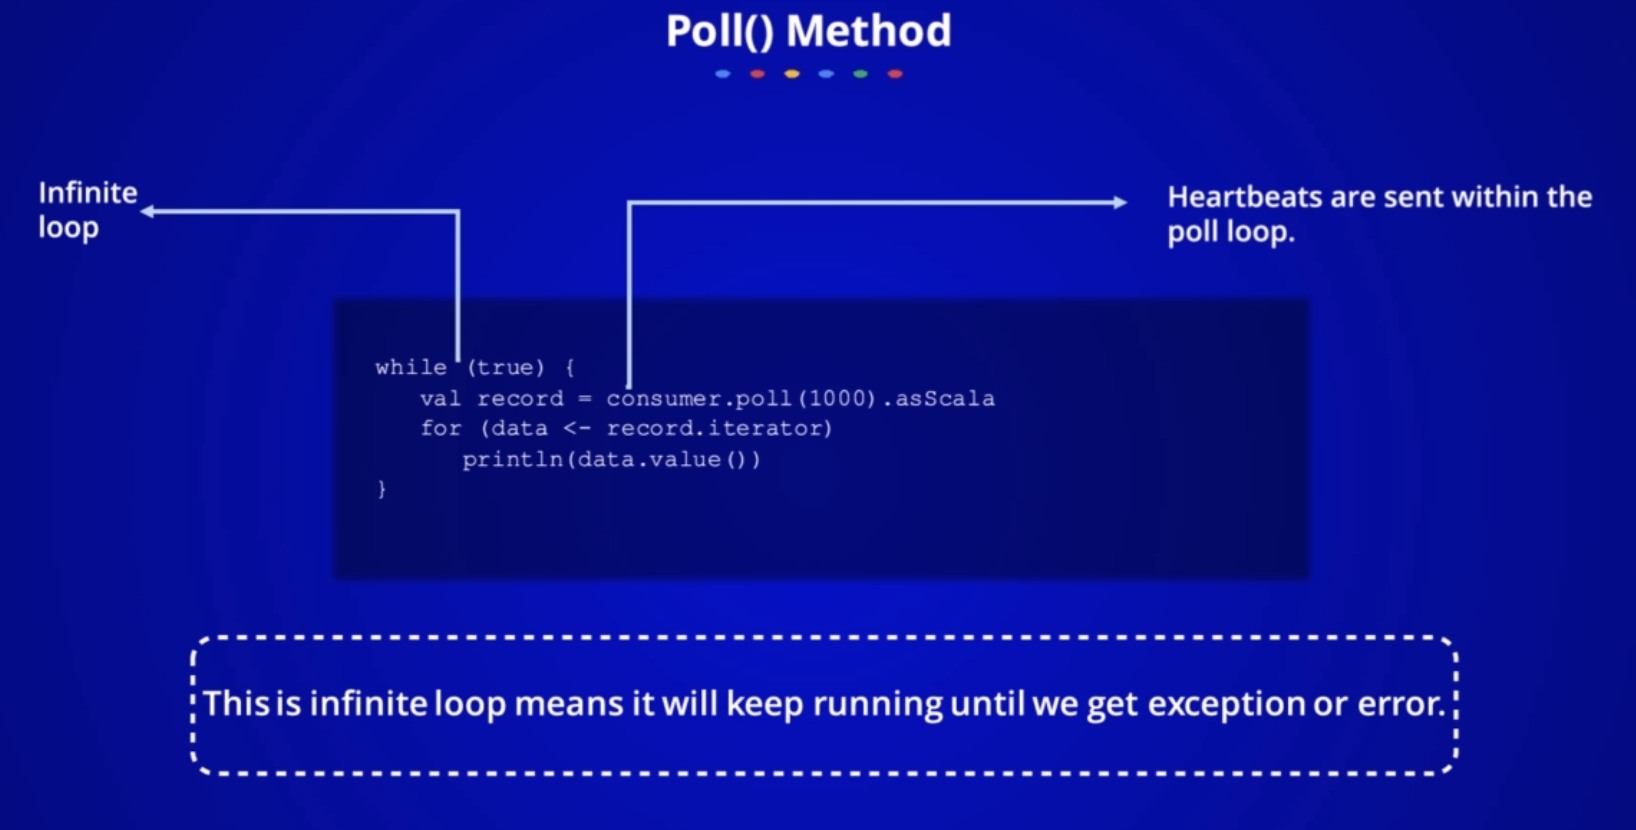 Poll() Method
Infinite
loop
Heartbeats are sent within the
poll loop.
while (true) {
   val record = consumer.poll(1000).asScala
   for (data <- record.iterator)
      println(data.value())
}
This is infinite loop means it will keep running until we get exception or error.